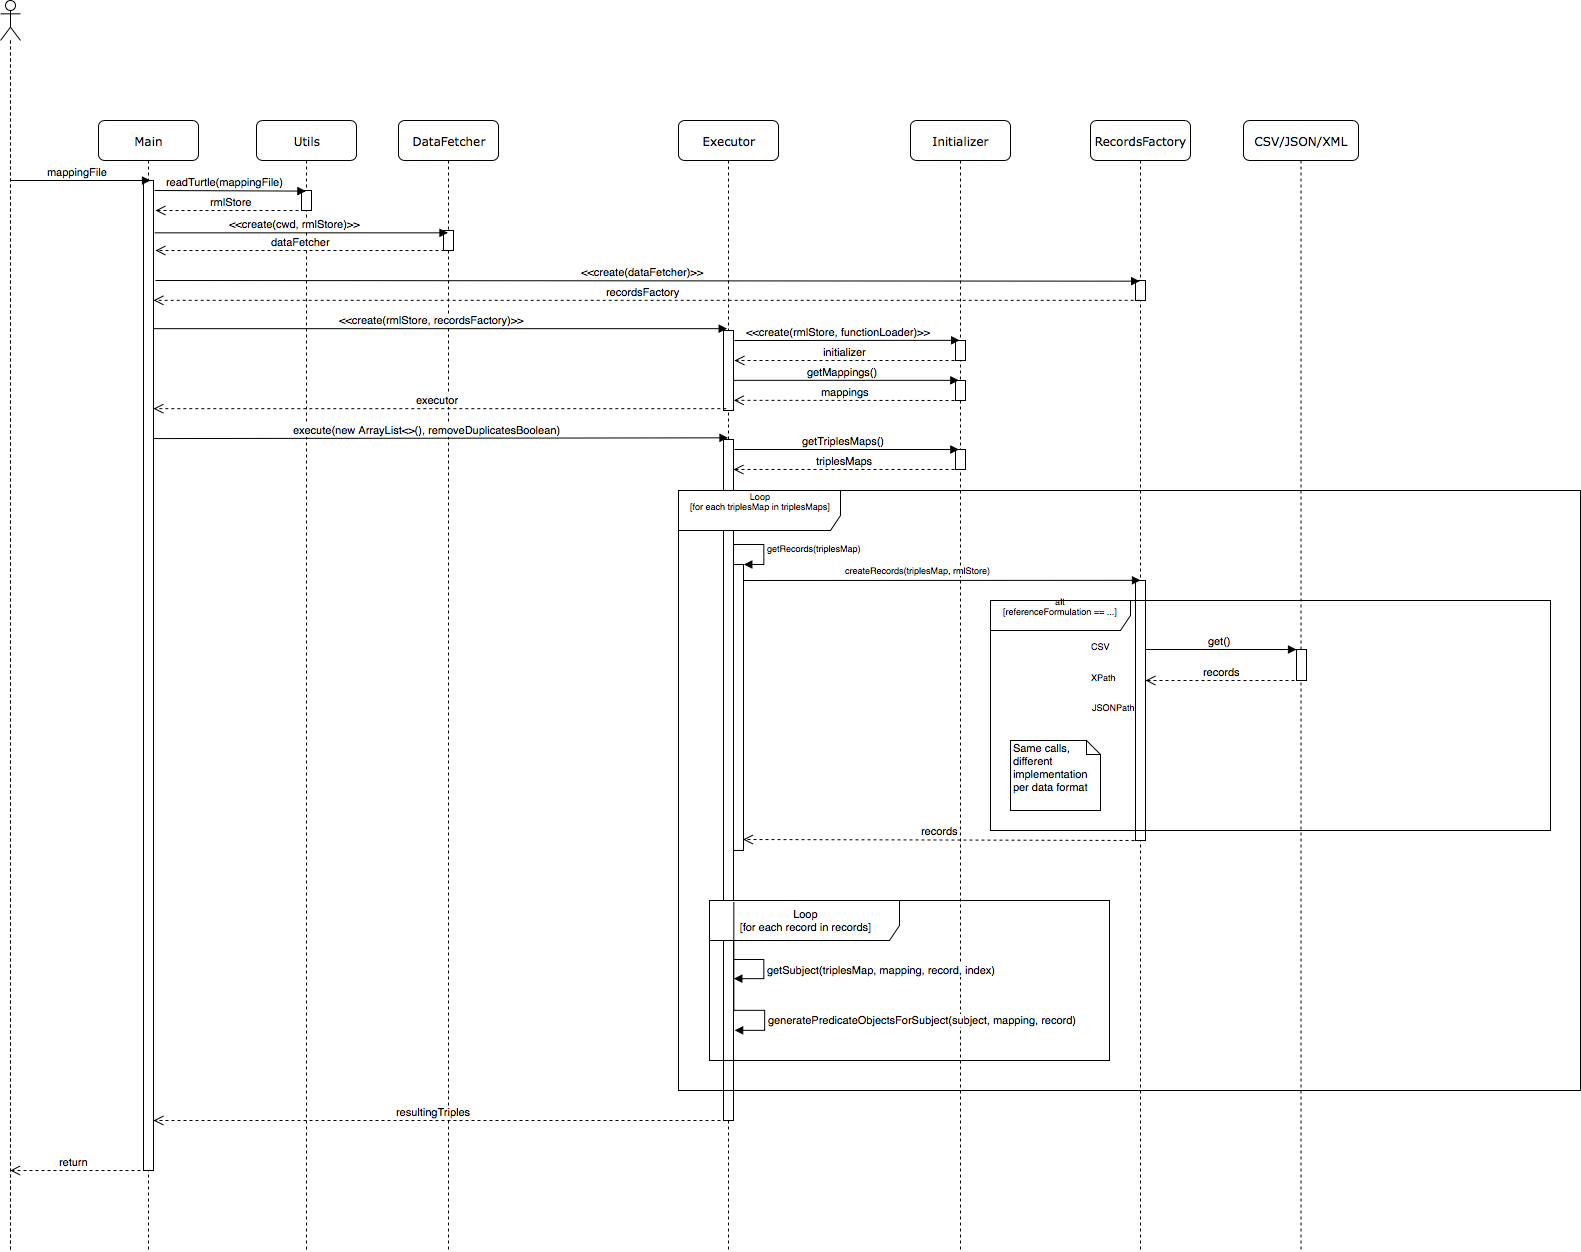 Main
Utils
DataFetcher
Executor
Initializer
RecordsFactory
CSV/JSON/XML
mappingFile
readTurtle(mappingFile)
rmlStore
<<create(cwd, rmlStore)>>
dataFetcher
<<create(dataFetcher)>>
recordsFactory
<<create(rmlStore, recordsFactory)>>
<<create(rmlStore, functionLoader)>>
initializer
getMappings()
mappings
executor
execute(new ArrayList<>(), removeDuplicatesBoolean)
getTriplesMaps()
triplesMaps
Loop
[for each triplesMap in triplesMaps]
getRecords(triplesMap)
createRecords(triplesMap, rmlStore)
alt
[referenceFormulation == ...]
get()
CSV
records
XPath
JSONPath
Same calls,
different
implementation
per data format
records
Loop
[for each record in records]
getSubject(triplesMap, mapping, record, index)
generatePredicateObjectsForSubject(subject, mapping, record)
resultingTriples
return